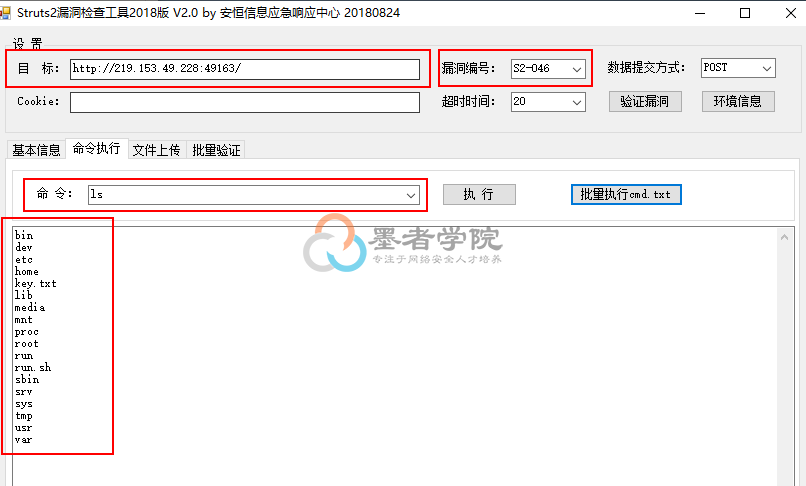 Struts2漏洞检查工具2018版 V2.0 by 安恒信息应急响应中心 20180824
设 置
目 标: http://219.153.49.228:49163/ 漏洞编号: S2-046 数据提交方式: POST
Cookie: 超时时间: 20 验证漏洞 环境信息
基本信息 命令执行 文件上传 批量验证
命 令: ls 执 行 批量执行cmd.txt
bin
dev
etc
home
key.txt
lib
media
mnt
proc
root
run
run.sh
sbin
srv
sys
tmp
usr
var
墨者学院
专注于网络安全人才培养